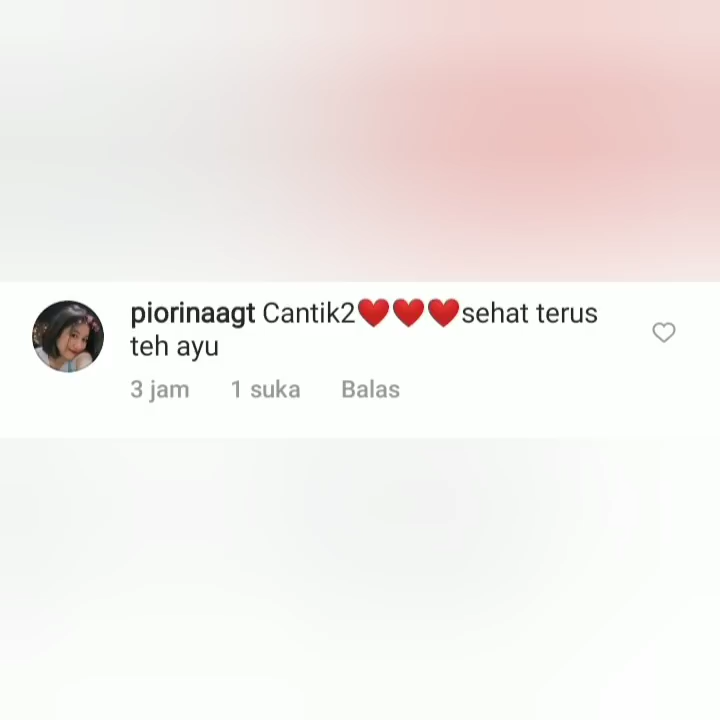 piorinaagt Cantik2❤️❤️❤️sehat terus
teh ayu
3 jam 1 suka Balas